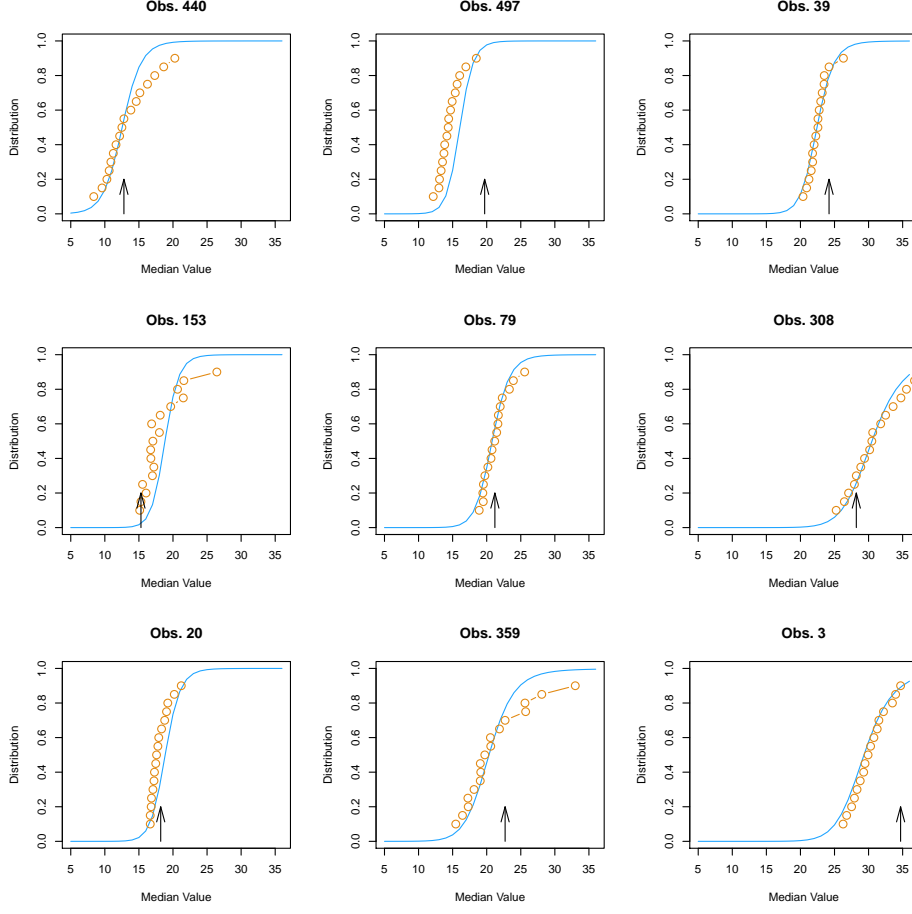 Obs. 440
Distribution
0.0 0.2 0.4 0.6 0.8 1.0
5 10 15 20 25 30 35
Median Value
Obs. 497
Distribution
0.0 0.2 0.4 0.6 0.8 1.0
5 10 15 20 25 30 35
Median Value
Obs. 39
Distribution
0.0 0.2 0.4 0.6 0.8 1.0
5 10 15 20 25 30 35
Median Value
Obs. 153
Distribution
0.0 0.2 0.4 0.6 0.8 1.0
5 10 15 20 25 30 35
Median Value
Obs. 79
Distribution
0.0 0.2 0.4 0.6 0.8 1.0
5 10 15 20 25 30 35
Median Value
Obs. 308
Distribution
0.0 0.2 0.4 0.6 0.8 1.0
5 10 15 20 25 30 35
Median Value
Obs. 20
Distribution
0.0 0.2 0.4 0.6 0.8 1.0
5 10 15 20 25 30 35
Median Value
Obs. 359
Distribution
0.0 0.2 0.4 0.6 0.8 1.0
5 10 15 20 25 30 35
Median Value
Obs. 3
Distribution
0.0 0.2 0.4 0.6 0.8 1.0
5 10 15 20 25 30 35
Median Value